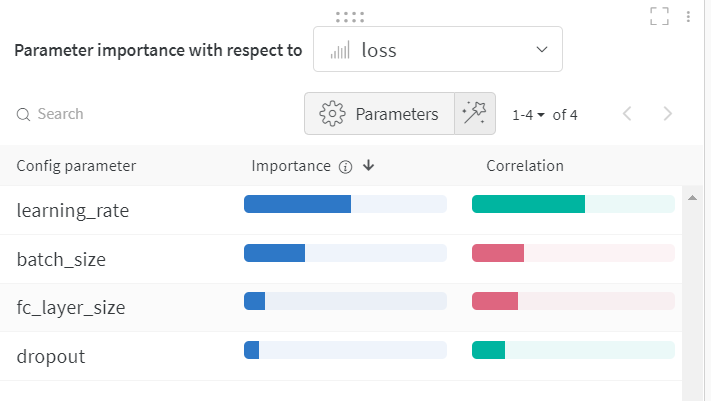 Parameter importance with respect to loss
Search Parameters 1-4 of 4
Config parameter Importance Correlation
learning_rate
batch_size
fc_layer_size
dropout